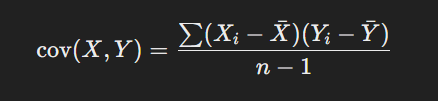 cov(X, Y) = ∑(Xᵢ − X̄)(Yᵢ − Ȳ) / n − 1